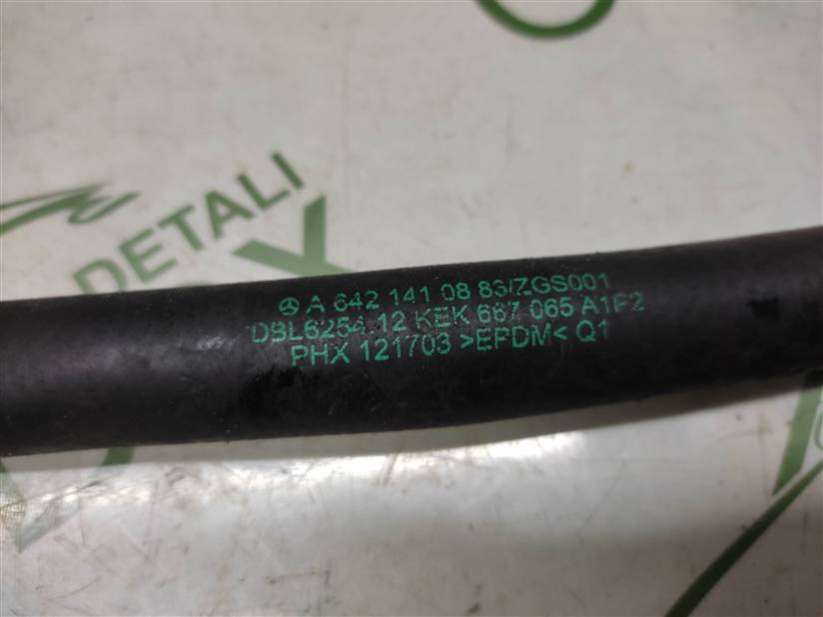 A 642 141 08 83/ZGS001
DBL6254.12 KEK 667 065 A1F2
PHX 121703 >EPDM< Q1
DETALI